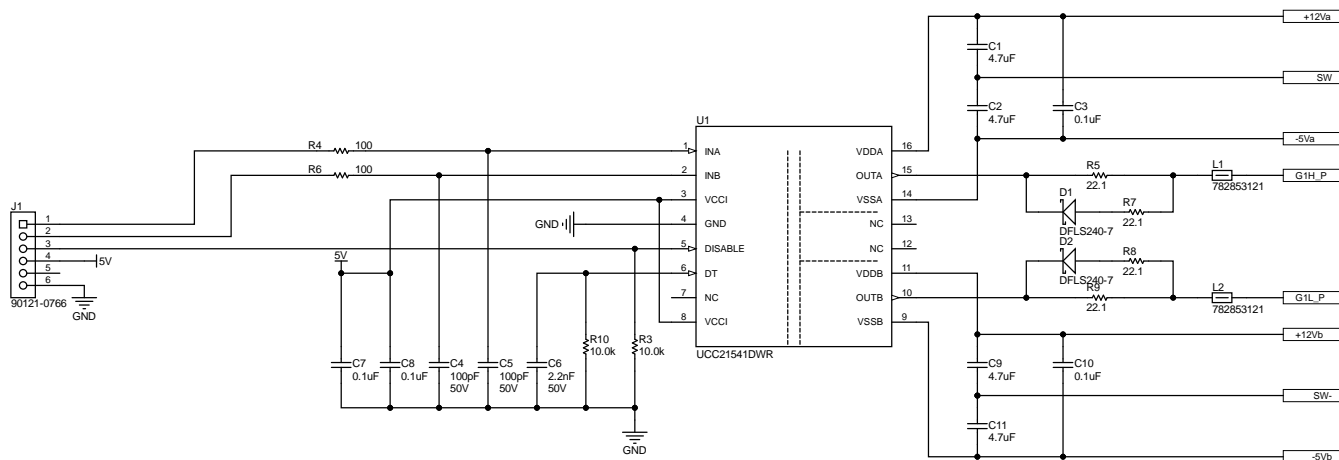 +12Va
C1
4.7uF
SW
C2
4.7uF
C3
0.1uF
-5Va
U1
R4 100
1 INA
VDDA 16
R6 100
2 INB
OUTA 15
R5
22.1
L1
782853121
G1H_P
3 VCCI
VSSA 14
D1
DFLS240-7
R7
22.1
J1
1
2
3
4
5
6
5V
90121-0766
GND
GND
4 GND
NC 13
5 DISABLE
NC 12
D2
DFLS240-7
R8
22.1
5V
6 DT
VDDB 11
7 NC
OUTB 10
R9
22.1
L2
782853121
G1L_P
8 VCCI
VSSB 9
UCC21541DWR
+12Vb
R10
10.0k
R3
10.0k
C7
0.1uF
C8
0.1uF
C4
100pF
50V
C5
100pF
50V
C6
2.2nF
50V
C9
4.7uF
C10
0.1uF
SW-
C11
4.7uF
GND
-5Vb